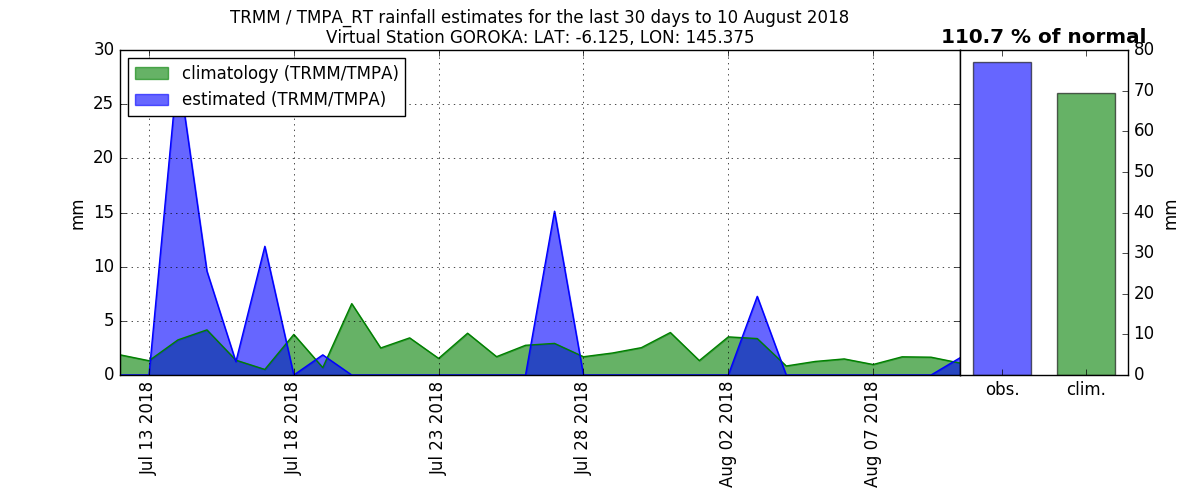 TRMM / TMPA_RT rainfall estimates for the last 30 days to 10 August 2018
Virtual Station GOROKA: LAT: -6.125, LON: 145.375
110.7 % of normal
climatology (TRMM/TMPA)
estimated (TRMM/TMPA)
30
25
20
15
10
5
0
mm
Jul 13 2018
Jul 18 2018
Jul 23 2018
Jul 28 2018
Aug 02 2018
Aug 07 2018
80
70
60
50
40
30
20
10
0
mm
obs.
clim.